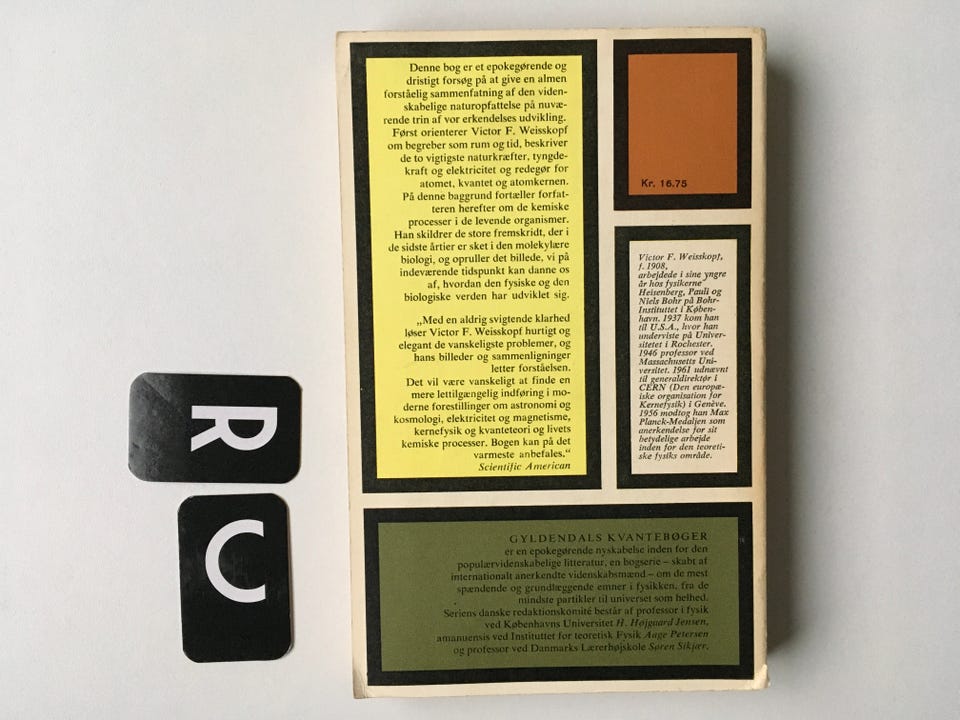 Denne bog er et epokegørende og
dristigt forsøg på at give en almen
forståelig sammenfatning af den viden-
skabelige naturopfattelse på nuvæ-
rende trin af vor erkendelses udvikling.
Først orienterer Victor F. Weisskopf
om begreber som rum og tid, beskriver
de to vigtigste naturkræfter, tyngde-
kraft og elektricitet og redegør for
atomet, kvantet og atomkernen.
På denne baggrund fortæller forfat-
teren herefter om de kemiske
processer i de levende organismer.
Han skildrer de store fremskridt, der i
de sidste årtier er sket i den molekylære
biologi, og opruller det billede, vi på
indeværende tidspunkt kan danne os
af, hvordan den fysiske og den
biologiske verden har udviklet sig.
„Med en aldrig svigtende klarhed
løser Victor F. Weisskopf hurtigt og
elegant de vanskeligste problemer, og
hans billeder og sammenligninger
letter forståelsen.
Det vil være vanskeligt at finde en
mere lettilgængelig indføring i mo-
derne forestillinger om astronomi og
kosmologi, elektricitet og magnetisme,
kernefysik og kvanteteori og livets
kemiske processer. Bogen kan på det
varmeste anbefales.“
Scientific American
Kr. 16.75
Victor F. Weisskopf,
f. 1908,
arbejdede i sine yngre
år hos fysikerne
Heisenberg, Pauli og
Niels Bohr på Bohr-
Instituttet i Køben-
havn. 1937 kom han
til U.S.A., hvor han
underviste på Univer-
sitetet i Rochester.
1946 professor ved
Massachusetts Uni-
versitet. 1961 udnævnt
til generaldirektør i
CERN (Den europæ-
iske organisation for
Kernefysik) i Genève.
1956 modtog han Max
Planck-Medaljen som
anerkendelse for sit
betydelige arbejde
inden for den teoreti-
ske fysiks område.
GYLDENDALS KVANTEBØGER
er en epokegørende nyskabelse inden for den
populærvidenskabelige litteratur, en bogserie – skabt af
internationalt anerkendte videnskabsmænd – om de mest
spændende og grundlæggende emner i fysikken, fra de
mindste partikler til universet som helhed.
Seriens danske redaktionskomité består af professor i fysik
ved Københavns Universitet H. Højgaard Jensen,
amanuensis ved Instituttet for teoretisk Fysik Aage Petersen
og professor ved Danmarks Lærerhøjskole Søren Sikjær.
R
C